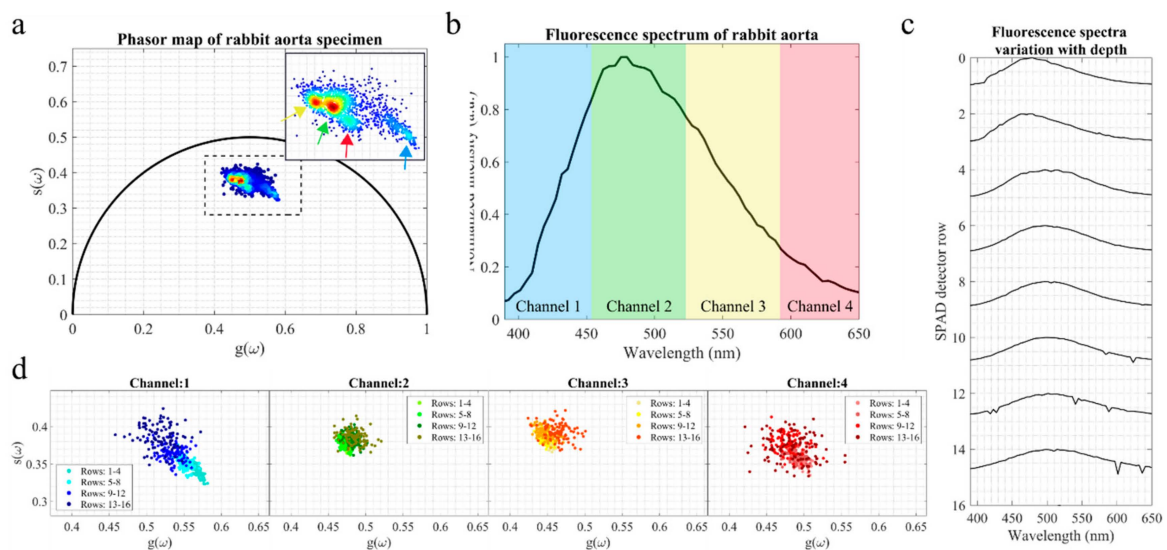 a
Phasor map of rabbit aorta specimen
0.7
0.6
0.5
0.4
0.3
0.2
0.1
0
s(ω)
0
0.2
0.4
0.6
0.8
1
g(ω)
b
Fluorescence spectrum of rabbit aorta
1
0.8
0.6
0.4
0.2
0
Normalized intensity (a.u.)
Channel 1
Channel 2
Channel 3
Channel 4
400
450
500
550
600
650
Wavelength (nm)
c
Fluorescence spectra
variation with depth
0
2
4
6
8
10
12
14
16
SPAD detector row
400 450 500 550 600 650
Wavelength (nm)
d
Channel:1
0.4
0.35
0.3
s(ω)
Rows: 1-4
Rows: 5-8
Rows: 9-12
Rows: 13-16
0.4 0.45 0.5 0.55 0.6 0.65
g(ω)
Channel:2
Rows: 1-4
Rows: 5-8
Rows: 9-12
Rows: 13-16
0.4 0.45 0.5 0.55 0.6 0.65
g(ω)
Channel:3
Rows: 1-4
Rows: 5-8
Rows: 9-12
Rows: 13-16
0.4 0.45 0.5 0.55 0.6 0.65
g(ω)
Channel:4
Rows: 1-4
Rows: 5-8
Rows: 9-12
Rows: 13-16
0.4 0.45 0.5 0.55 0.6 0.65
g(ω)